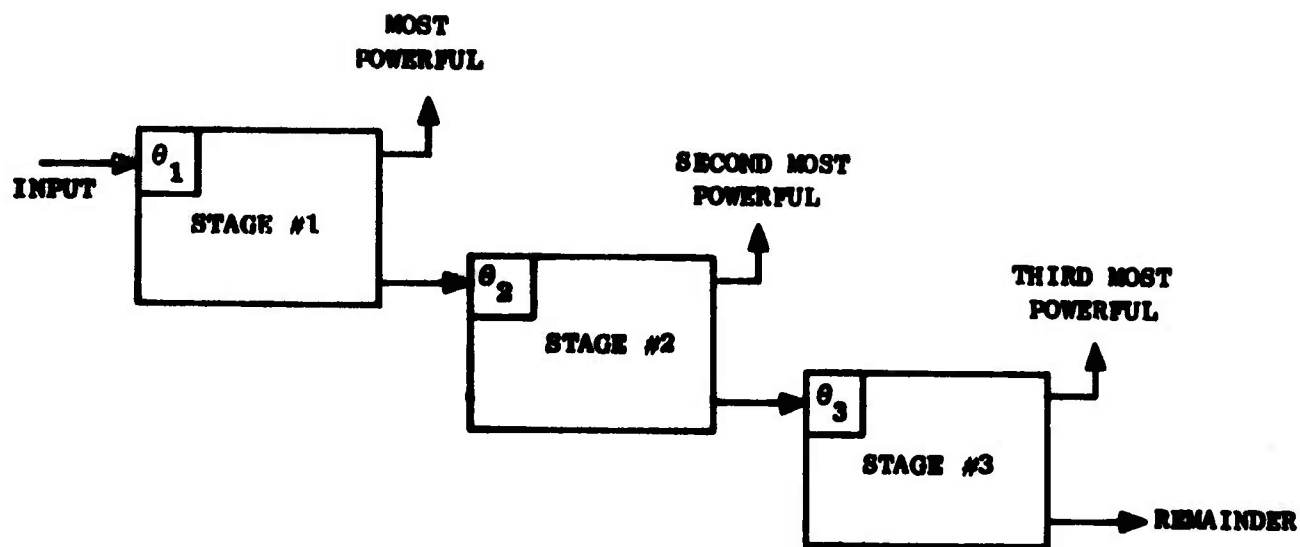 MOST
POWERFUL
INPUT
θ1
STAGE #1
SECOND MOST
POWERFUL
θ2
STAGE #2
THIRD MOST
POWERFUL
θ3
STAGE #3
REMAINDER